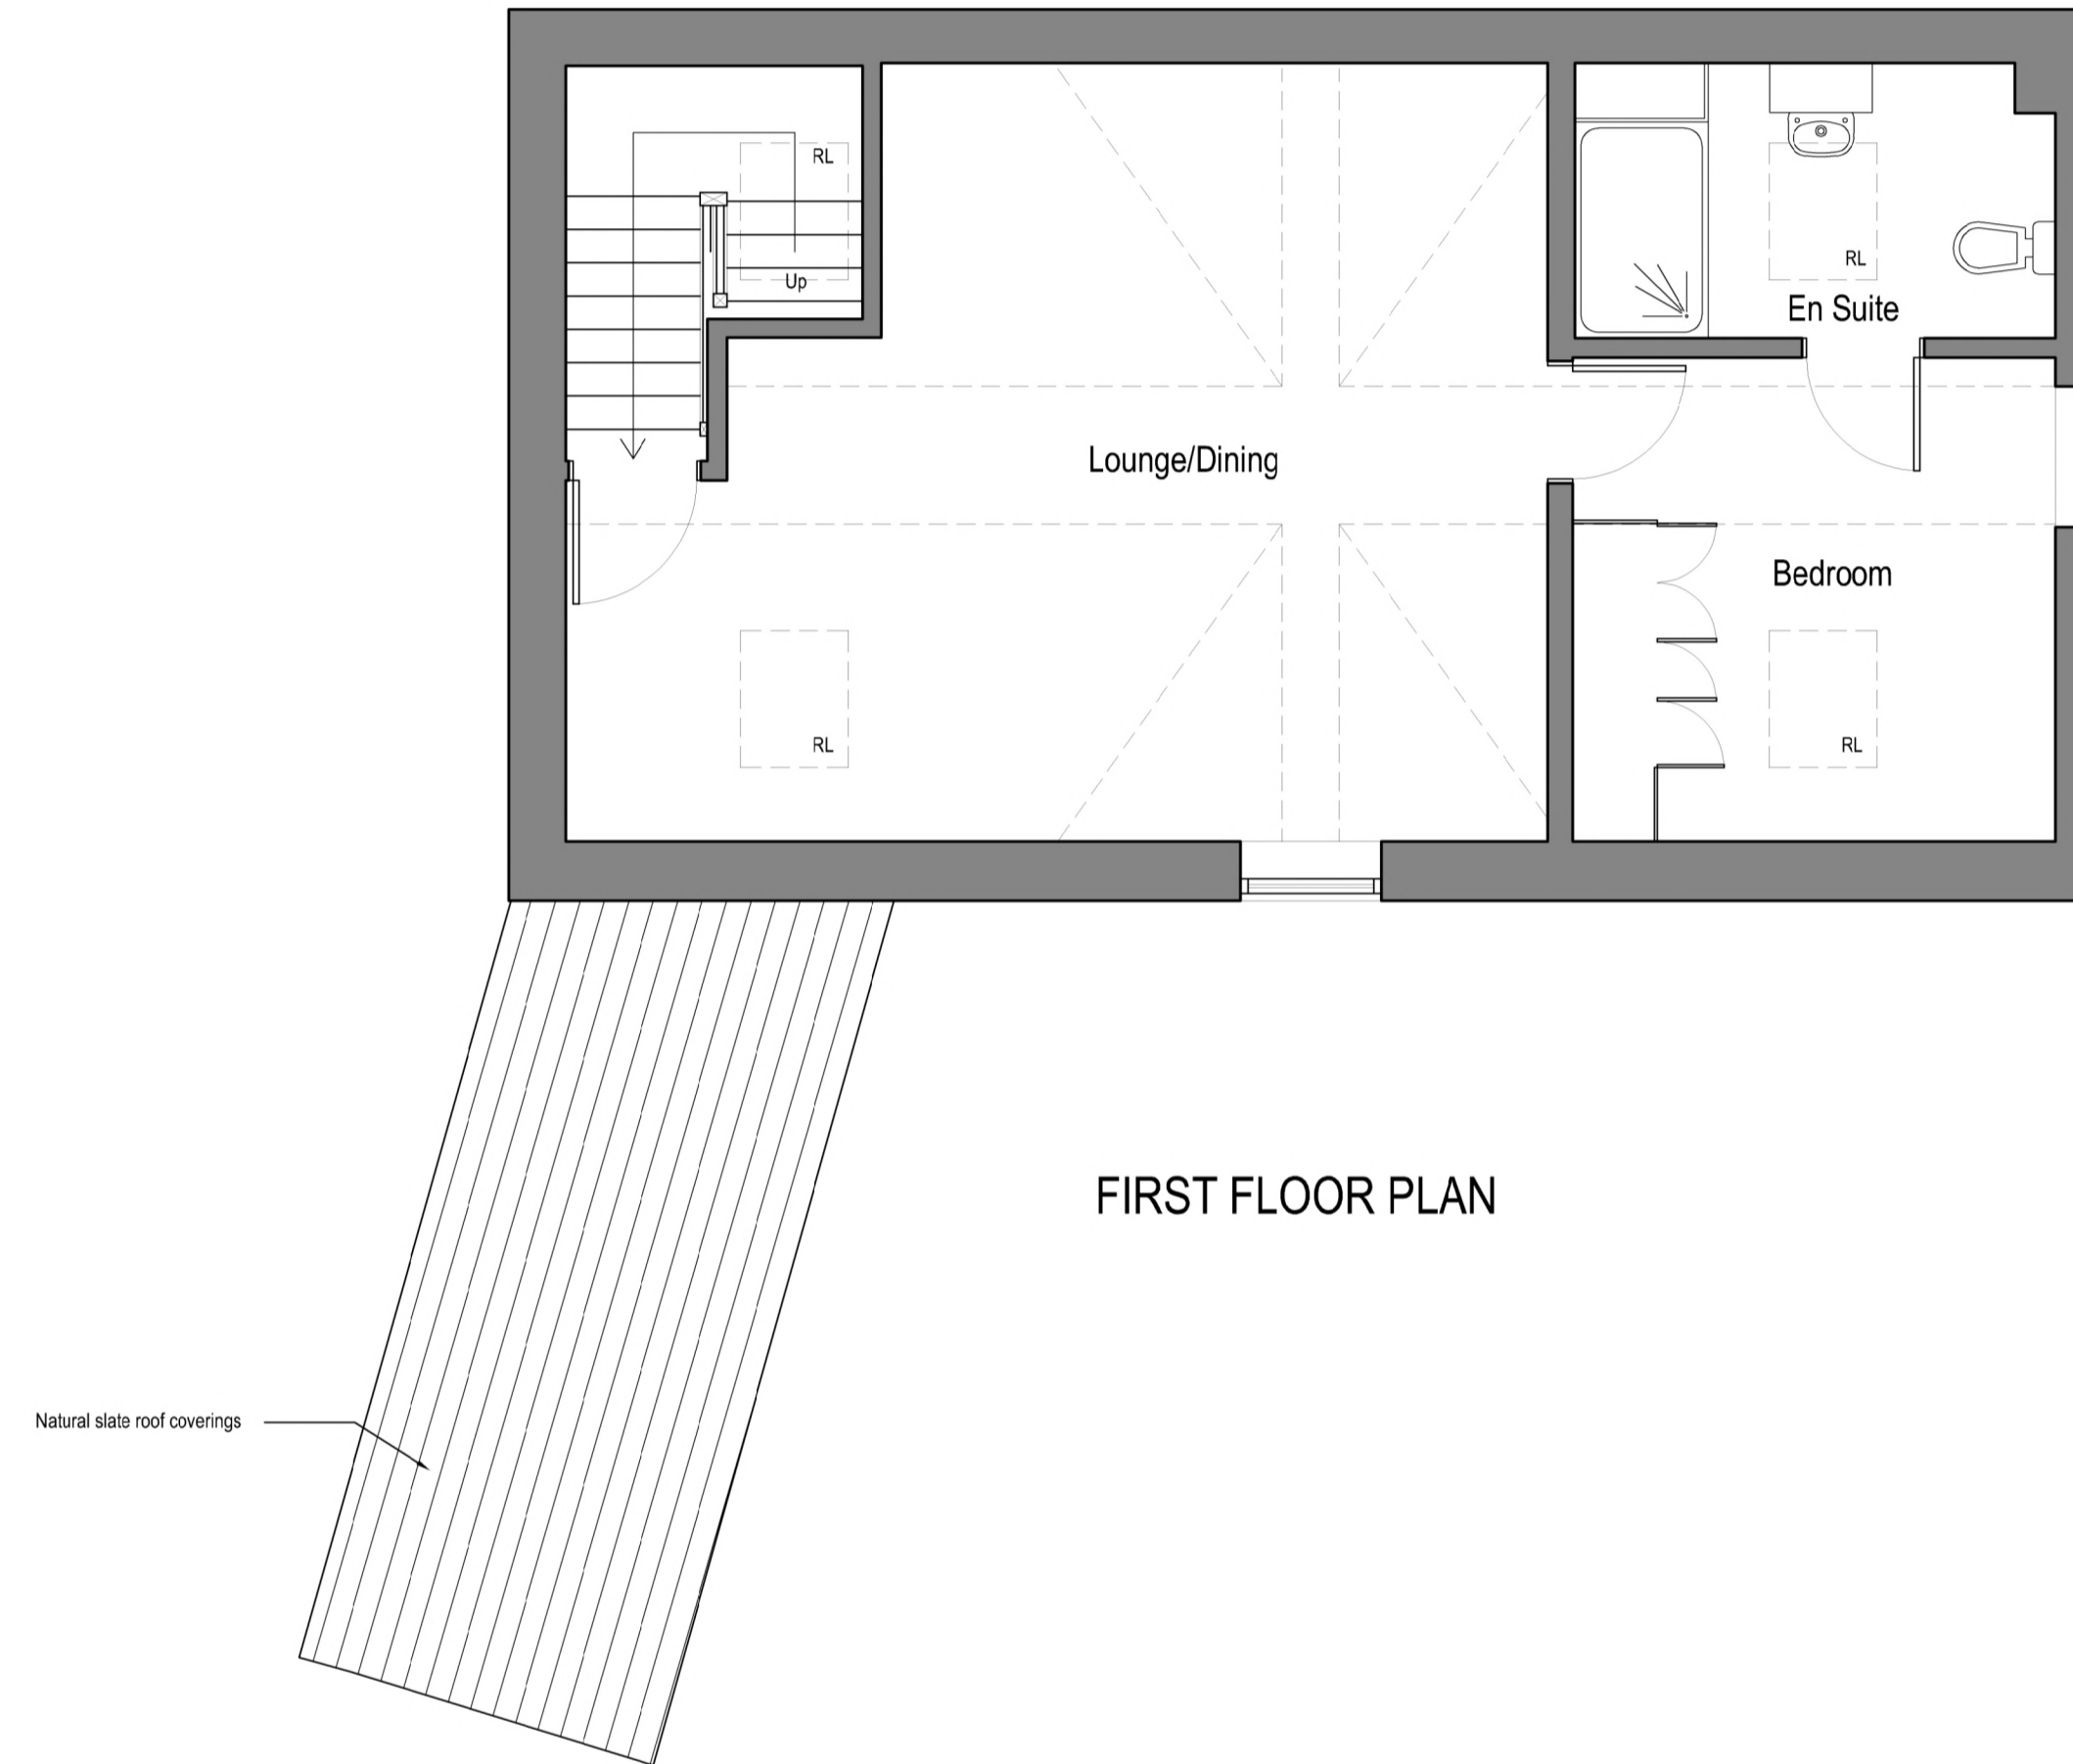 RL
Up
RL
En Suite
Lounge/Dining
Bedroom
RL
RL
FIRST FLOOR PLAN
Natural slate roof coverings